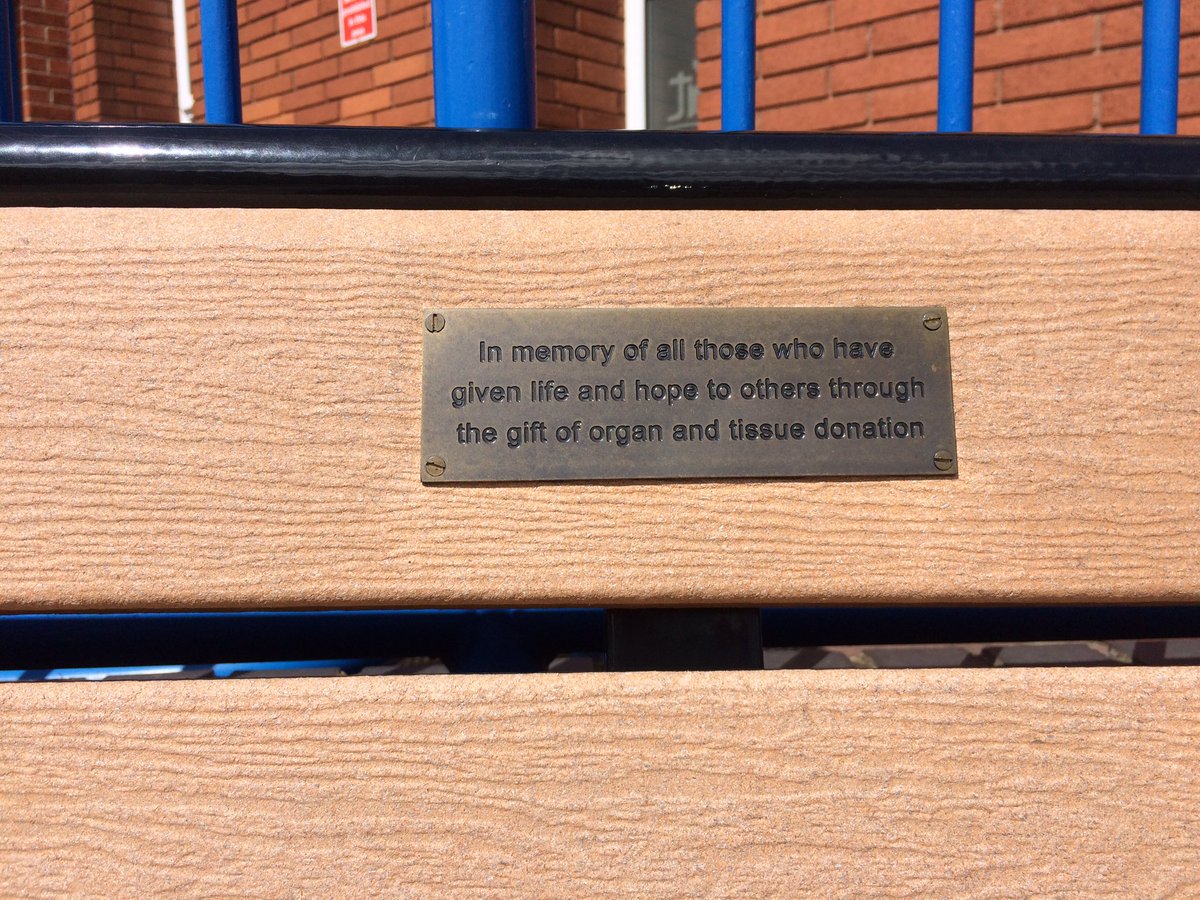 In memory of all those who have
given life and hope to others through
the gift of organ and tissue donation